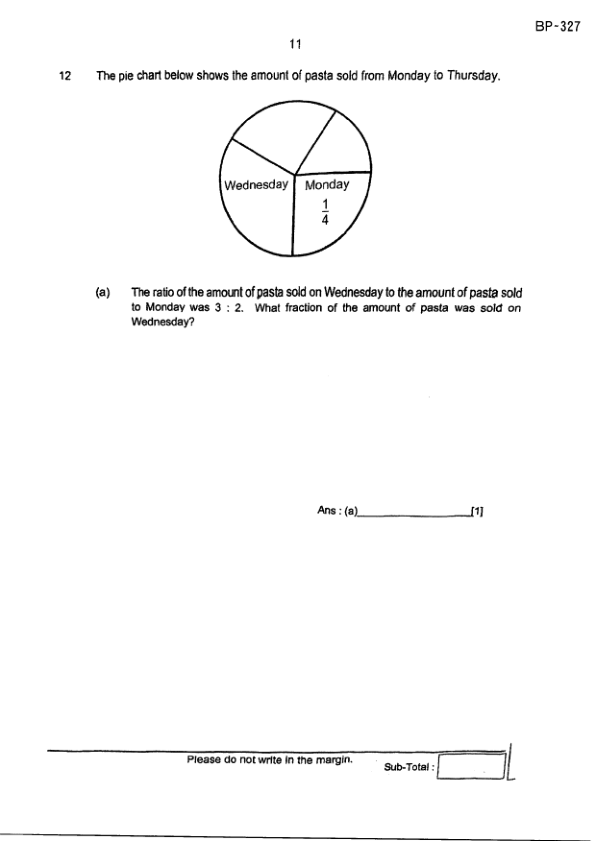 BP-327
11
12 The pie chart below shows the amount of pasta sold from Monday to Thursday.
Wednesday Monday
1
4
(a) The ratio of the amount of pasta sold on Wednesday to the amount of pasta sold
to Monday was 3 : 2. What fraction of the amount of pasta was sold on
Wednesday?
Ans : (a)____________________[1]
Please do not write in the margin.
Sub-Total :